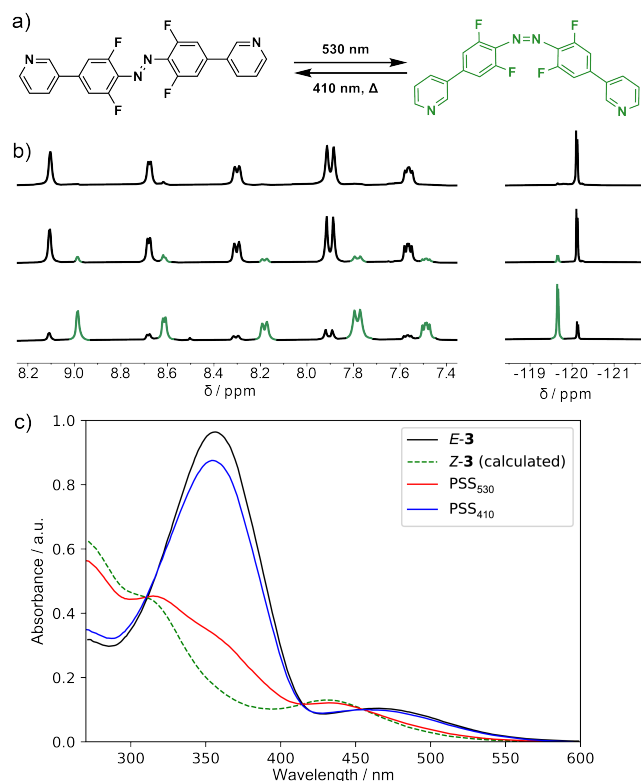 a)
N
F
F
N
N
F
F
N
530 nm
410 nm, Δ
F
N=N
F
F
F
N
N
b)
8.2 9.0 8.8 8.6 8.4 8.2 8.0 7.8 7.6 7.4
-119 -120 -121
δ / ppm
δ / ppm
c)
1.0
0.8
0.6
0.4
0.2
0.0
Absorbance / a.u.
E-3
Z-3 (calculated)
PSS530
PSS410
300 350 400 450 500 550 600
Wavelength / nm